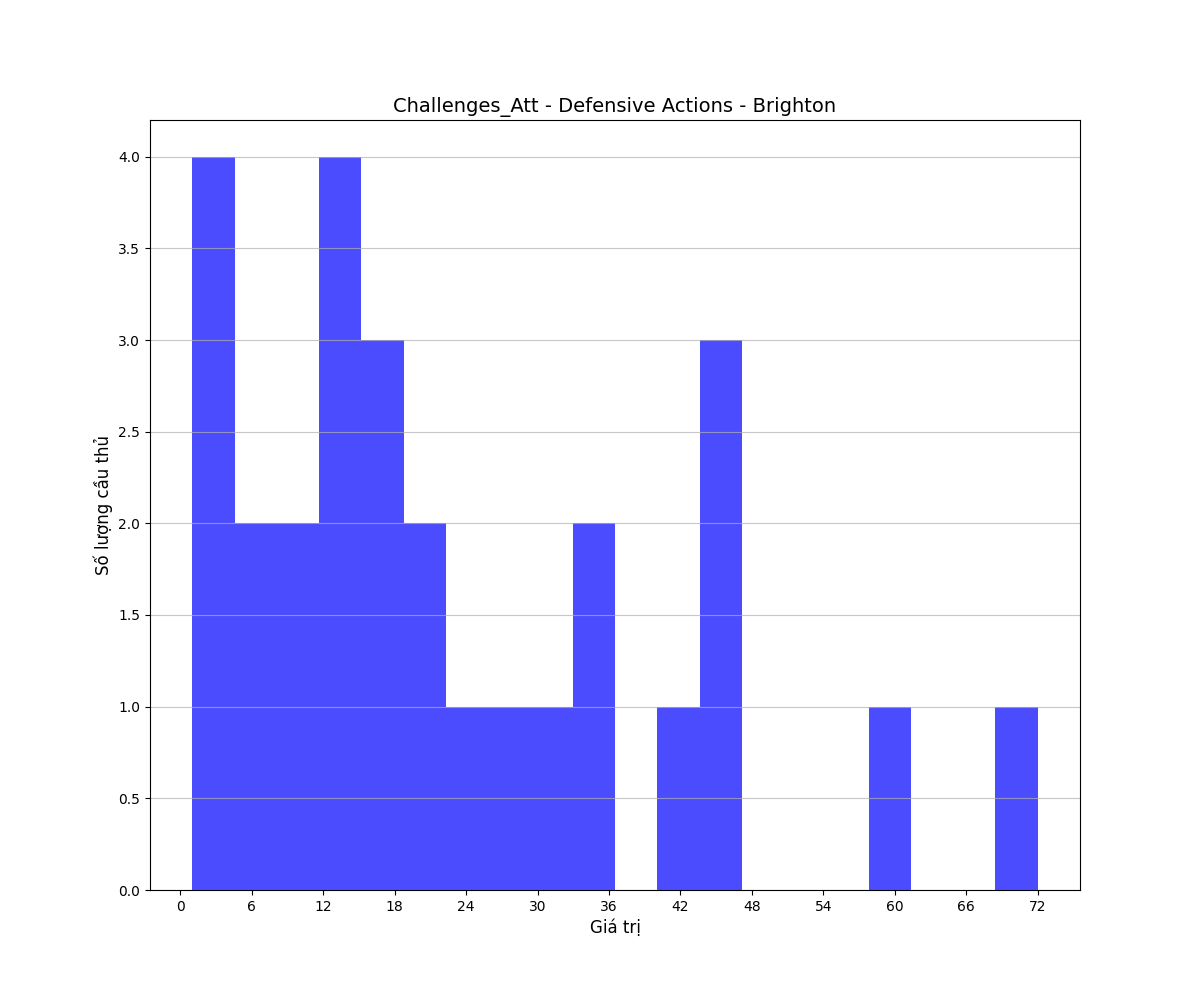 Challenges_Att - Defensive Actions - Brighton
4.0
3.5
3.0
2.5
2.0
1.5
1.0
0.5
0.0
Số lượng cầu thủ
0 6 12 18 24 30 36 42 48 54 60 66 72
Giá trị